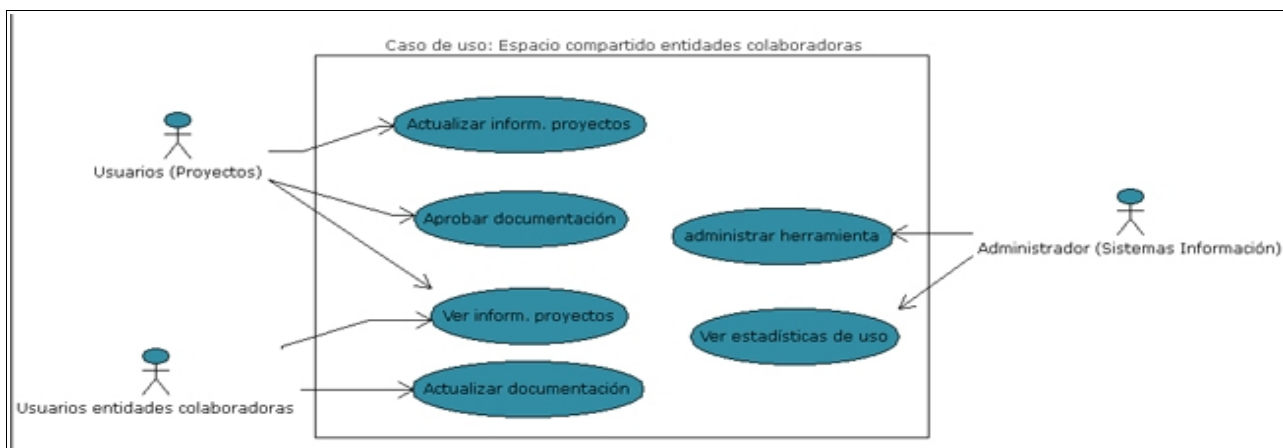 Caso de uso: Espacio compartido entidades colaboradoras
Actualizar inform. proyectos
Usuarios (Proyectos)
Aprobar documentación
administrar herramienta
Administrador (Sistemas Información)
Ver inform. proyectos
Ver estadísticas de uso
Actualizar documentación
Usuarios entidades colaboradoras